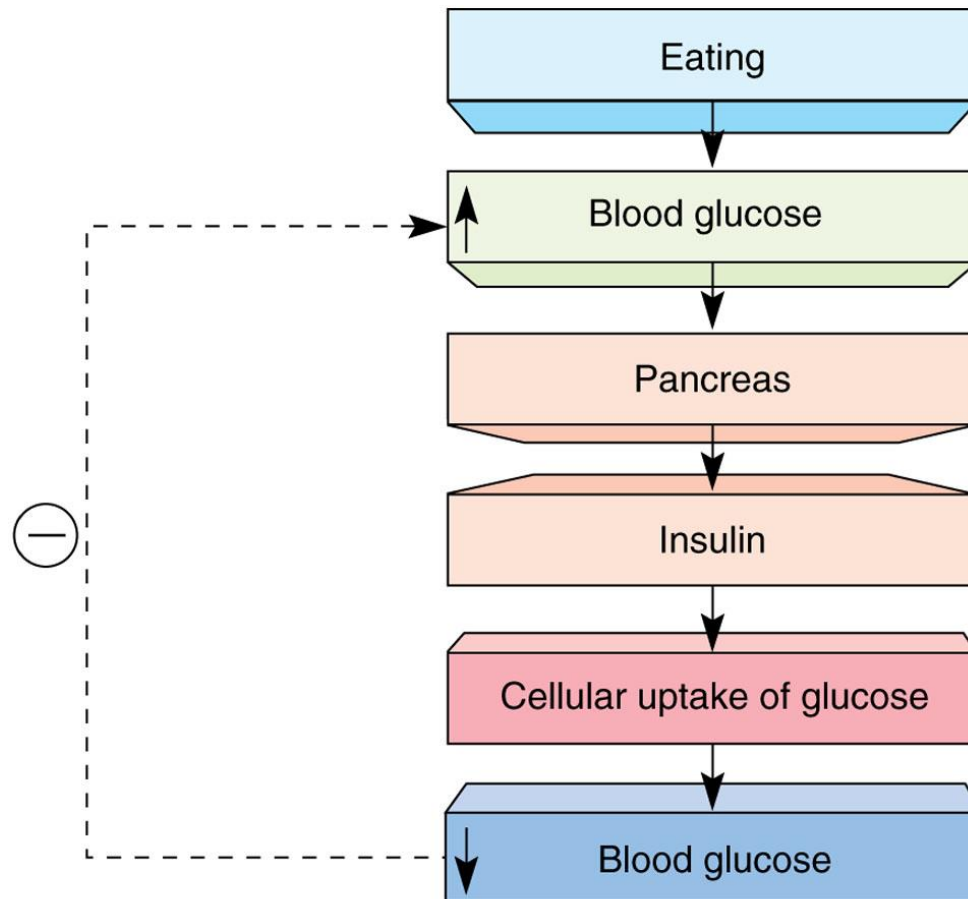 Eating
Blood glucose
Pancreas
Insulin
Cellular uptake of glucose
Blood glucose